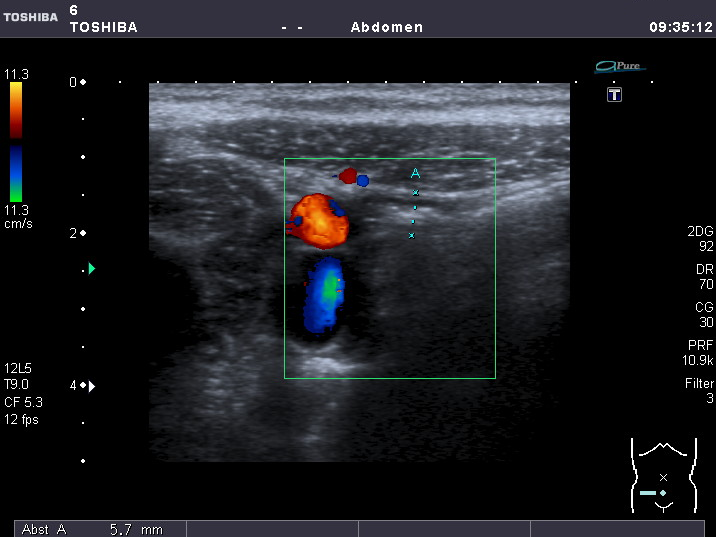 TOSHIBA
6
TOSHIBA - - Abdomen 09:35:12
11.3
11.3
cm/s
0
2
4
A
Pure
T
2DG
92
DR
70
CG
30
PRF
10.9k
Filter
3
12L5
T9.0
CF 5.3
12 fps
Abst A 5.7 mm